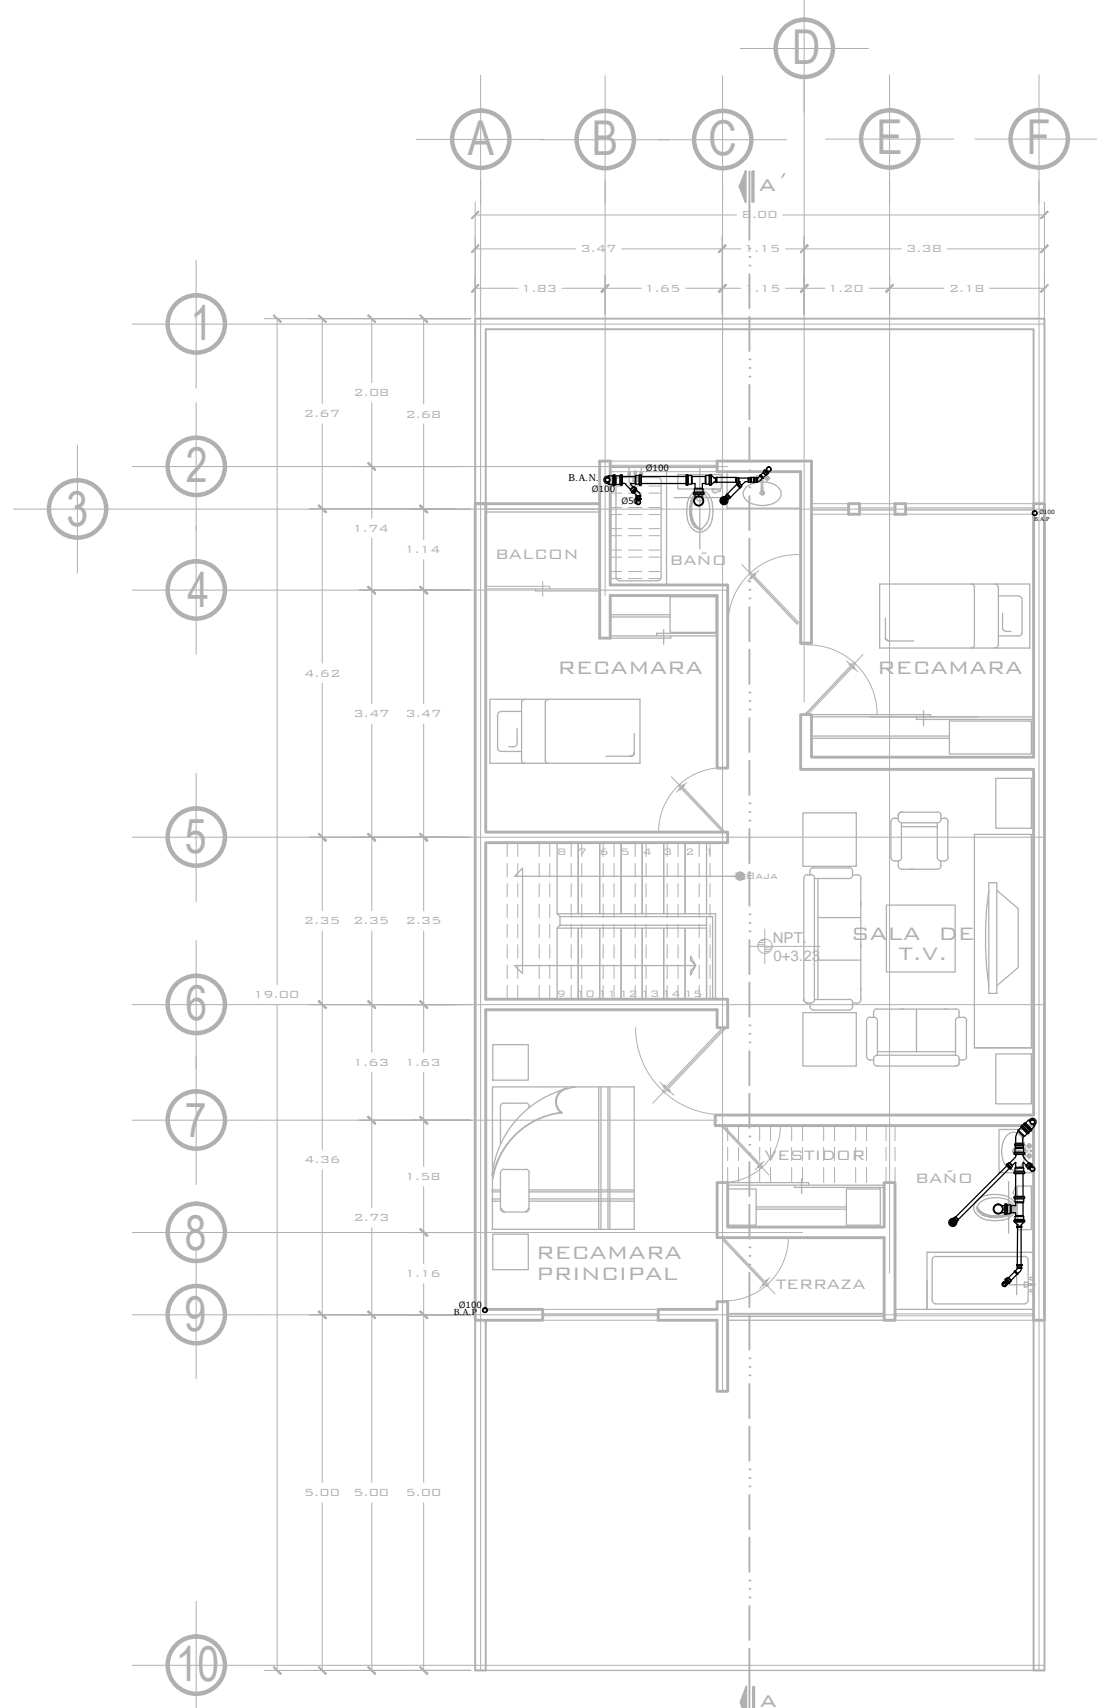 D
A B C E F
A´
8.00
3.47 1.15 3.38
1.83 1.65 1.15 1.20 2.18
1
2.08
2.67 2.68
2
Ø100
B.A.N.
Ø100
3
Ø100
B.A.P
1.74
1.14
BALCON
BAÑO
4
RECAMARA RECAMARA
4.62
3.47 3.47
5
8 7 6 5 4 3 2 1
BAJA
2.35 2.35 2.35
SALA DE
T.V.
NPT.
0+3.23
19.00
9 10 11 12 13 14 15
6
1.63 1.63
7
4.36
VESTIDOR
1.58
BAÑO
2.73
8
RECAMARA
PRINCIPAL
1.16
TERRAZA
Ø100
B.A.P
9
5.00 5.00 5.00
10
A